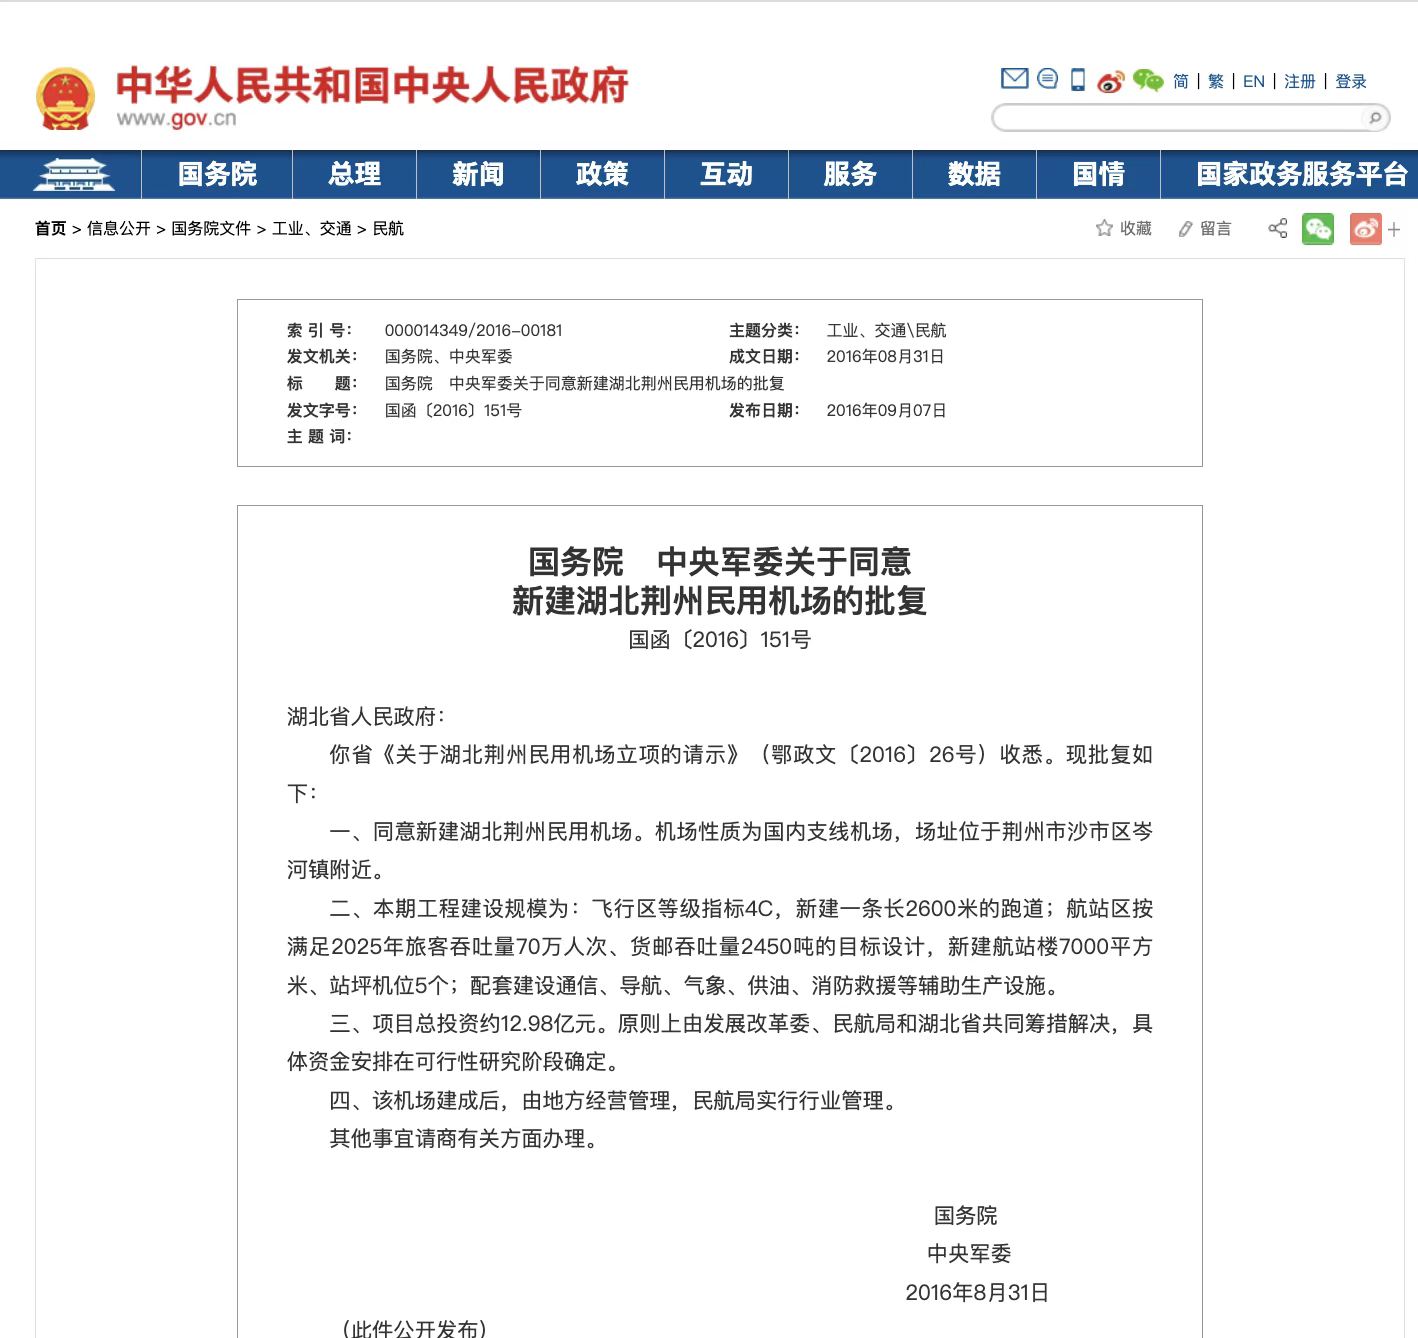 中华人民共和国中央人民政府
www.gov.cn
简 | 繁 | EN | 注册 | 登录
国务院 总理 新闻 政策 互动 服务 数据 国情 国家政务服务平台
首页 > 信息公开 > 国务院文件 > 工业、交通 > 民航
收藏 留言
索 引 号： 000014349/2016-00181 主题分类： 工业、交通\民航
发文机关： 国务院、中央军委 成文日期： 2016年08月31日
标　　题： 国务院　中央军委关于同意新建湖北荆州民用机场的批复
发文字号： 国函〔2016〕151号 发布日期： 2016年09月07日
主 题 词：
国务院　中央军委关于同意
新建湖北荆州民用机场的批复
国函〔2016〕151号
湖北省人民政府：
你省《关于湖北荆州民用机场立项的请示》（鄂政文〔2016〕26号）收悉。现批复如
下：
一、同意新建湖北荆州民用机场。机场性质为国内支线机场，场址位于荆州市沙市区岑
河镇附近。
二、本期工程建设规模为：飞行区等级指标4C，新建一条长2600米的跑道；航站区按
满足2025年旅客吞吐量70万人次、货邮吞吐量2450吨的目标设计，新建航站楼7000平方
米、站坪机位5个；配套建设通信、导航、气象、供油、消防救援等辅助生产设施。
三、项目总投资约12.98亿元。原则上由发展改革委、民航局和湖北省共同筹措解决，具
体资金安排在可行性研究阶段确定。
四、该机场建成后，由地方经营管理，民航局实行行业管理。
其他事宜请商有关方面办理。
国务院
中央军委
2016年8月31日
（此件公开发布）